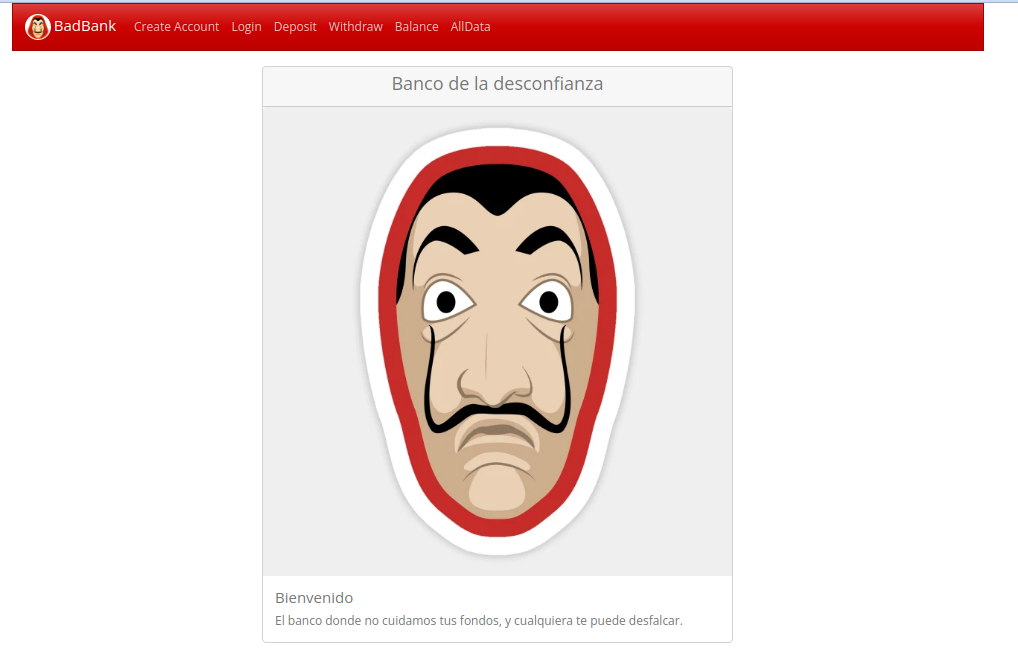 BadBank Create Account Login Deposit Withdraw Balance AllData
Banco de la desconfianza
Bienvenido
El banco donde no cuidamos tus fondos, y cualquiera te puede desfalcar.